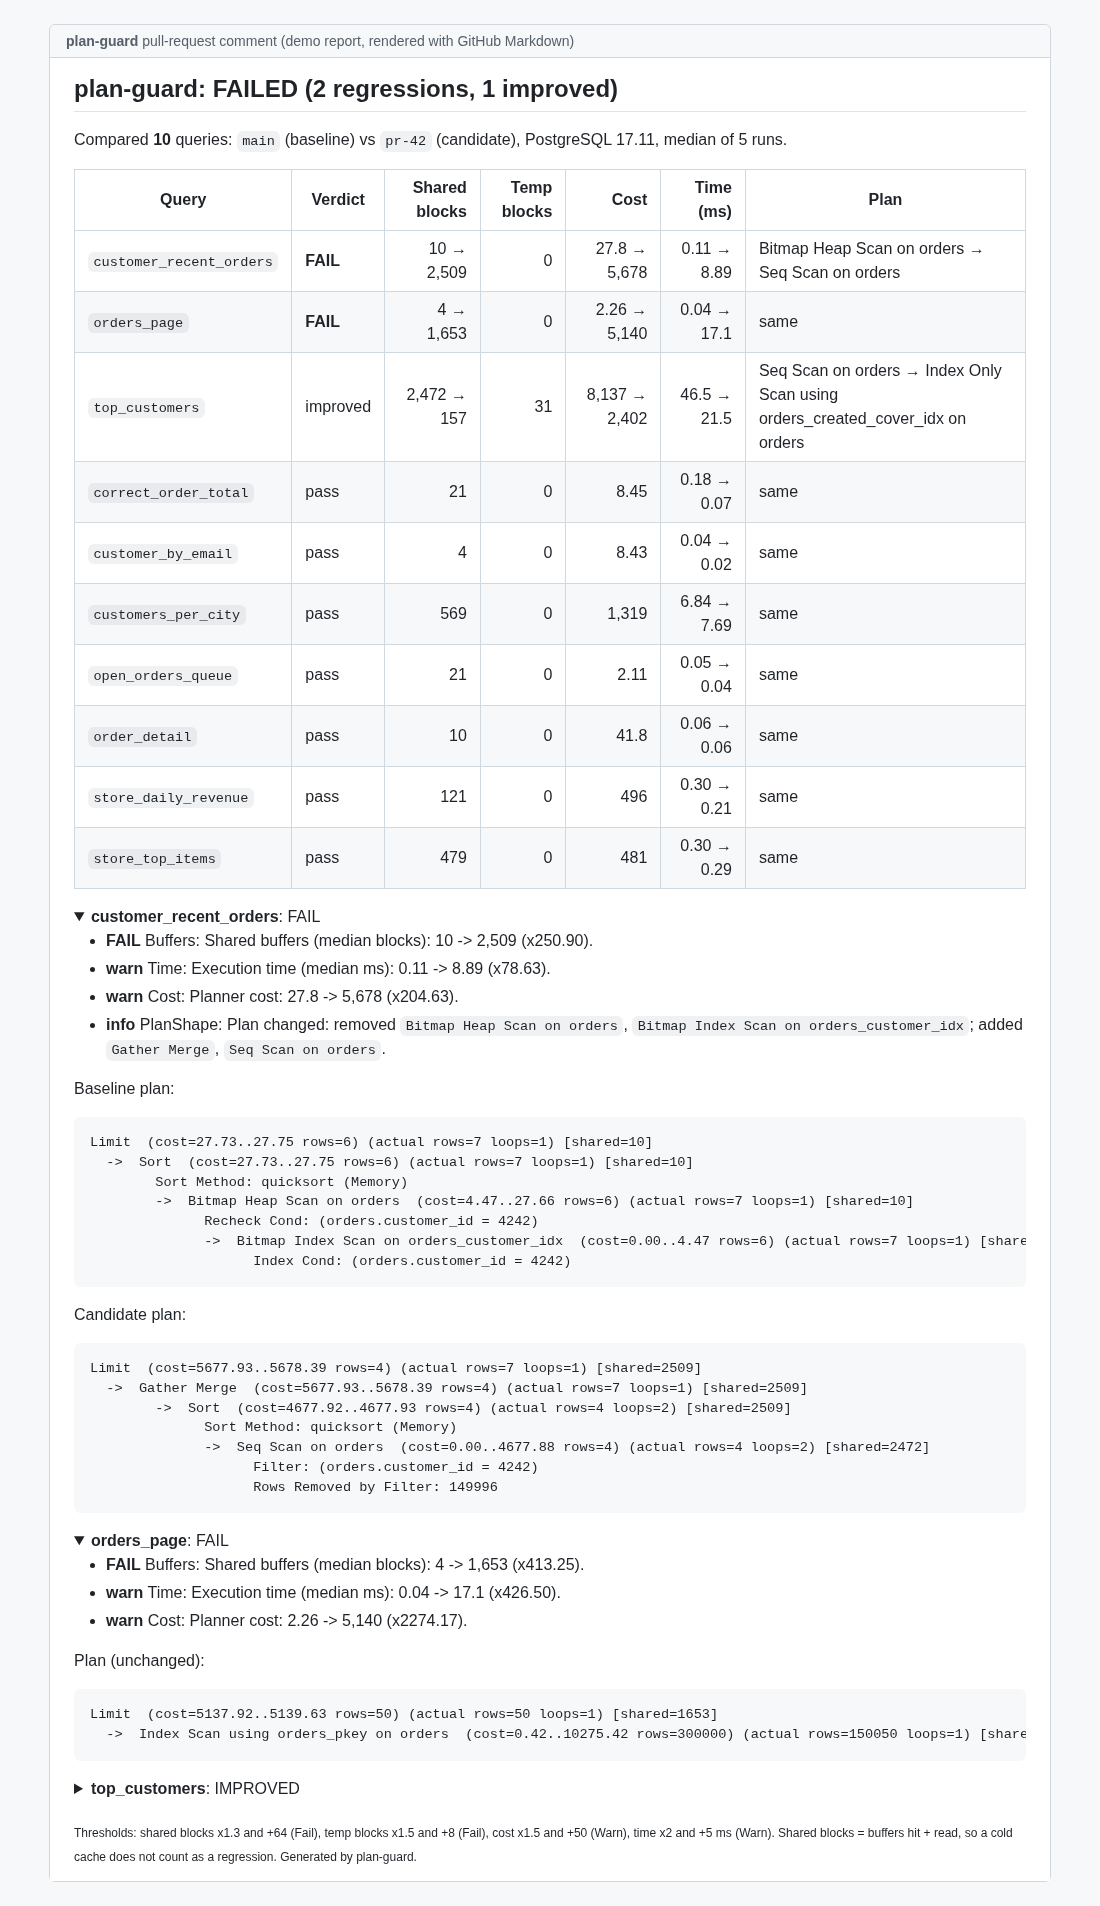 plan-guard pull-request comment (demo report, rendered with GitHub Markdown)
plan-guard: FAILED (2 regressions, 1 improved)
Compared 10 queries: main (baseline) vs pr-42 (candidate), PostgreSQL 17.11, median of 5 runs.
Query Verdict Shared blocks Temp blocks Cost Time (ms) Plan
customer_recent_orders FAIL 10 → 2,509 0 27.8 → 5,678 0.11 → 8.89 Bitmap Heap Scan on orders → Seq Scan on orders
orders_page FAIL 4 → 1,653 0 2.26 → 5,140 0.04 → 17.1 same
top_customers improved 2,472 → 157 31 8,137 → 2,402 46.5 → 21.5 Seq Scan on orders → Index Only Scan using orders_created_cover_idx on orders
correct_order_total pass 21 0 8.45 0.18 → 0.07 same
customer_by_email pass 4 0 8.43 0.04 → 0.02 same
customers_per_city pass 569 0 1,319 6.84 → 7.69 same
open_orders_queue pass 21 0 2.11 0.05 → 0.04 same
order_detail pass 10 0 41.8 0.06 → 0.06 same
store_daily_revenue pass 121 0 496 0.30 → 0.21 same
store_top_items pass 479 0 481 0.30 → 0.29 same
▼ customer_recent_orders: FAIL
• FAIL Buffers: Shared buffers (median blocks): 10 -> 2,509 (x250.90).
• warn Time: Execution time (median ms): 0.11 -> 8.89 (x78.63).
• warn Cost: Planner cost: 27.8 -> 5,678 (x204.63).
• info PlanShape: Plan changed: removed Bitmap Heap Scan on orders, Bitmap Index Scan on orders_customer_idx; added
Gather Merge, Seq Scan on orders.
Baseline plan:
Limit  (cost=27.73..27.75 rows=6) (actual rows=7 loops=1) [shared=10]
  ->  Sort  (cost=27.73..27.75 rows=6) (actual rows=7 loops=1) [shared=10]
        Sort Method: quicksort (Memory)
        ->  Bitmap Heap Scan on orders  (cost=4.47..27.66 rows=6) (actual rows=7 loops=1) [shared=10]
              Recheck Cond: (orders.customer_id = 4242)
              ->  Bitmap Index Scan on orders_customer_idx  (cost=0.00..4.47 rows=6) (actual rows=7 loops=1) [share
                    Index Cond: (orders.customer_id = 4242)
Candidate plan:
Limit  (cost=5677.93..5678.39 rows=4) (actual rows=7 loops=1) [shared=2509]
  ->  Gather Merge  (cost=5677.93..5678.39 rows=4) (actual rows=7 loops=1) [shared=2509]
        ->  Sort  (cost=4677.92..4677.93 rows=4) (actual rows=4 loops=2) [shared=2509]
              Sort Method: quicksort (Memory)
              ->  Seq Scan on orders  (cost=0.00..4677.88 rows=4) (actual rows=4 loops=2) [shared=2472]
                    Filter: (orders.customer_id = 4242)
                    Rows Removed by Filter: 149996
▼ orders_page: FAIL
• FAIL Buffers: Shared buffers (median blocks): 4 -> 1,653 (x413.25).
• warn Time: Execution time (median ms): 0.04 -> 17.1 (x426.50).
• warn Cost: Planner cost: 2.26 -> 5,140 (x2274.17).
Plan (unchanged):
Limit  (cost=5137.92..5139.63 rows=50) (actual rows=50 loops=1) [shared=1653]
  ->  Index Scan using orders_pkey on orders  (cost=0.42..10275.42 rows=300000) (actual rows=150050 loops=1) [share
▶ top_customers: IMPROVED
Thresholds: shared blocks x1.3 and +64 (Fail), temp blocks x1.5 and +8 (Fail), cost x1.5 and +50 (Warn), time x2 and +5 ms (Warn). Shared blocks = buffers hit + read, so a cold
cache does not count as a regression. Generated by plan-guard.